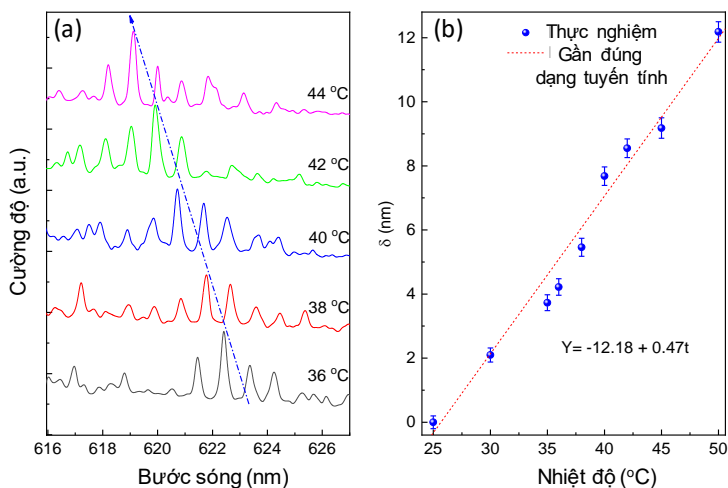 (a)
44 °C
42 °C
40 °C
38 °C
36 °C
Cường độ (a.u.)
616 618 620 622 624 626
Bước sóng (nm)
(b)
Thực nghiệm
Gần đúng
dạng tuyến tính
12
10
8
6
4
2
0
δ (nm)
Y= -12.18 + 0.47t
25 30 35 40 45 50
Nhiệt độ (°C)